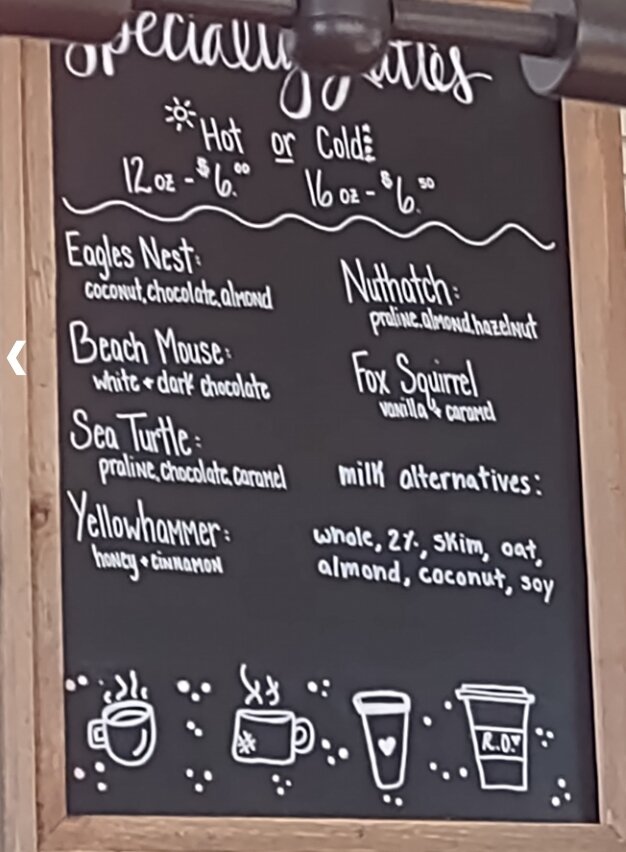 Specialty Lattes
Hot or Cold
12 oz - $6.00 16 oz - $6.50
Eagles Nest:
coconut, chocolate, almond
Beach Mouse:
white + dark chocolate
Sea Turtle:
praline, chocolate, caramel
Yellowhammer:
honey + cinnamon
Nuthatch:
praline, almond, hazelnut
Fox Squirrel
vanilla & caramel
milk alternatives:
whole, 2%, skim, oat,
almond, coconut, soy
R.D.